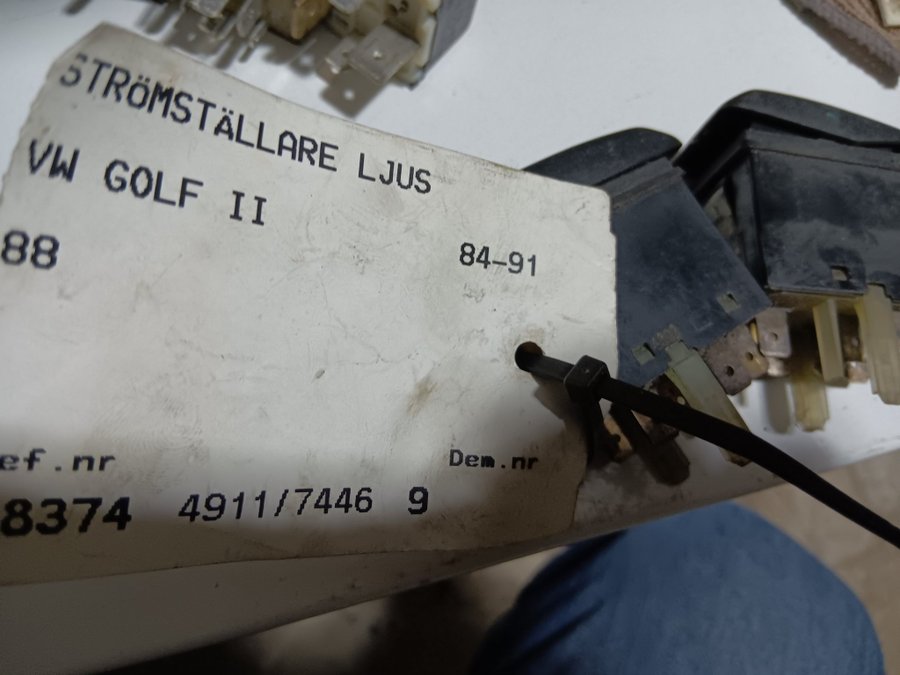 STRÖMSTÄLLARE LJUS
VW GOLF II
88 84-91
ef.nr Dem.nr
8374 4911/7446 9